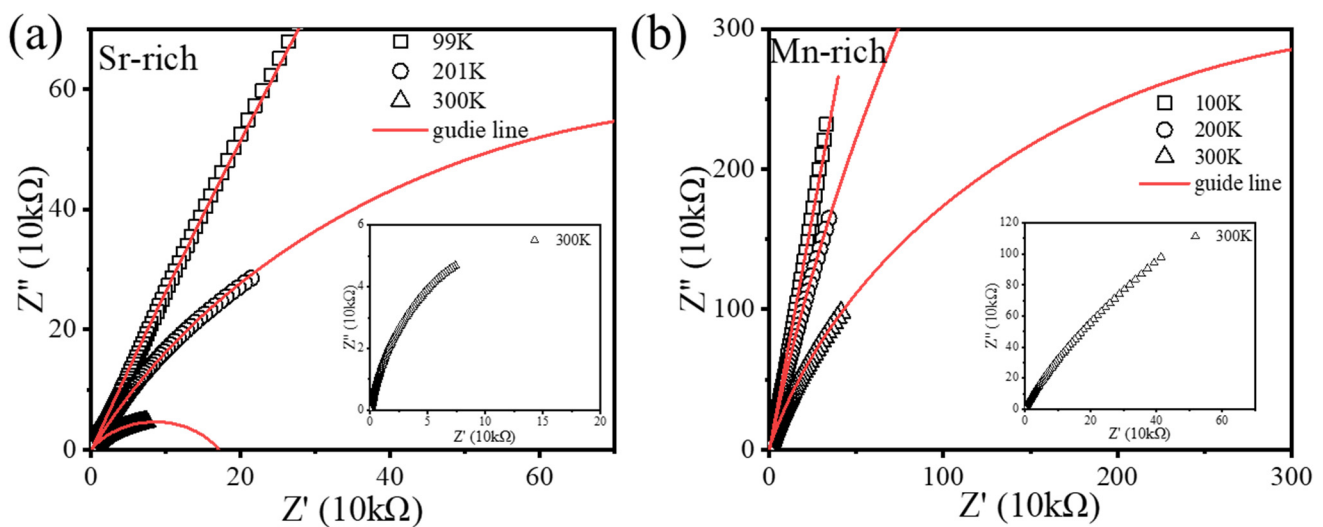 (a)
Sr-rich
99K
201K
300K
gudie line
Z'' (10kΩ)
60
40
20
0
0
20
40
60
Z' (10kΩ)
300K
Z'' (10kΩ)
6
4
2
0
0
5
10
15
20
Z' (10kΩ)
(b)
Mn-rich
100K
200K
300K
guide line
Z'' (10kΩ)
300
200
100
0
0
100
200
300
Z' (10kΩ)
300K
Z'' (10kΩ)
120
100
80
60
40
20
0
0
20
40
60
Z' (10kΩ)